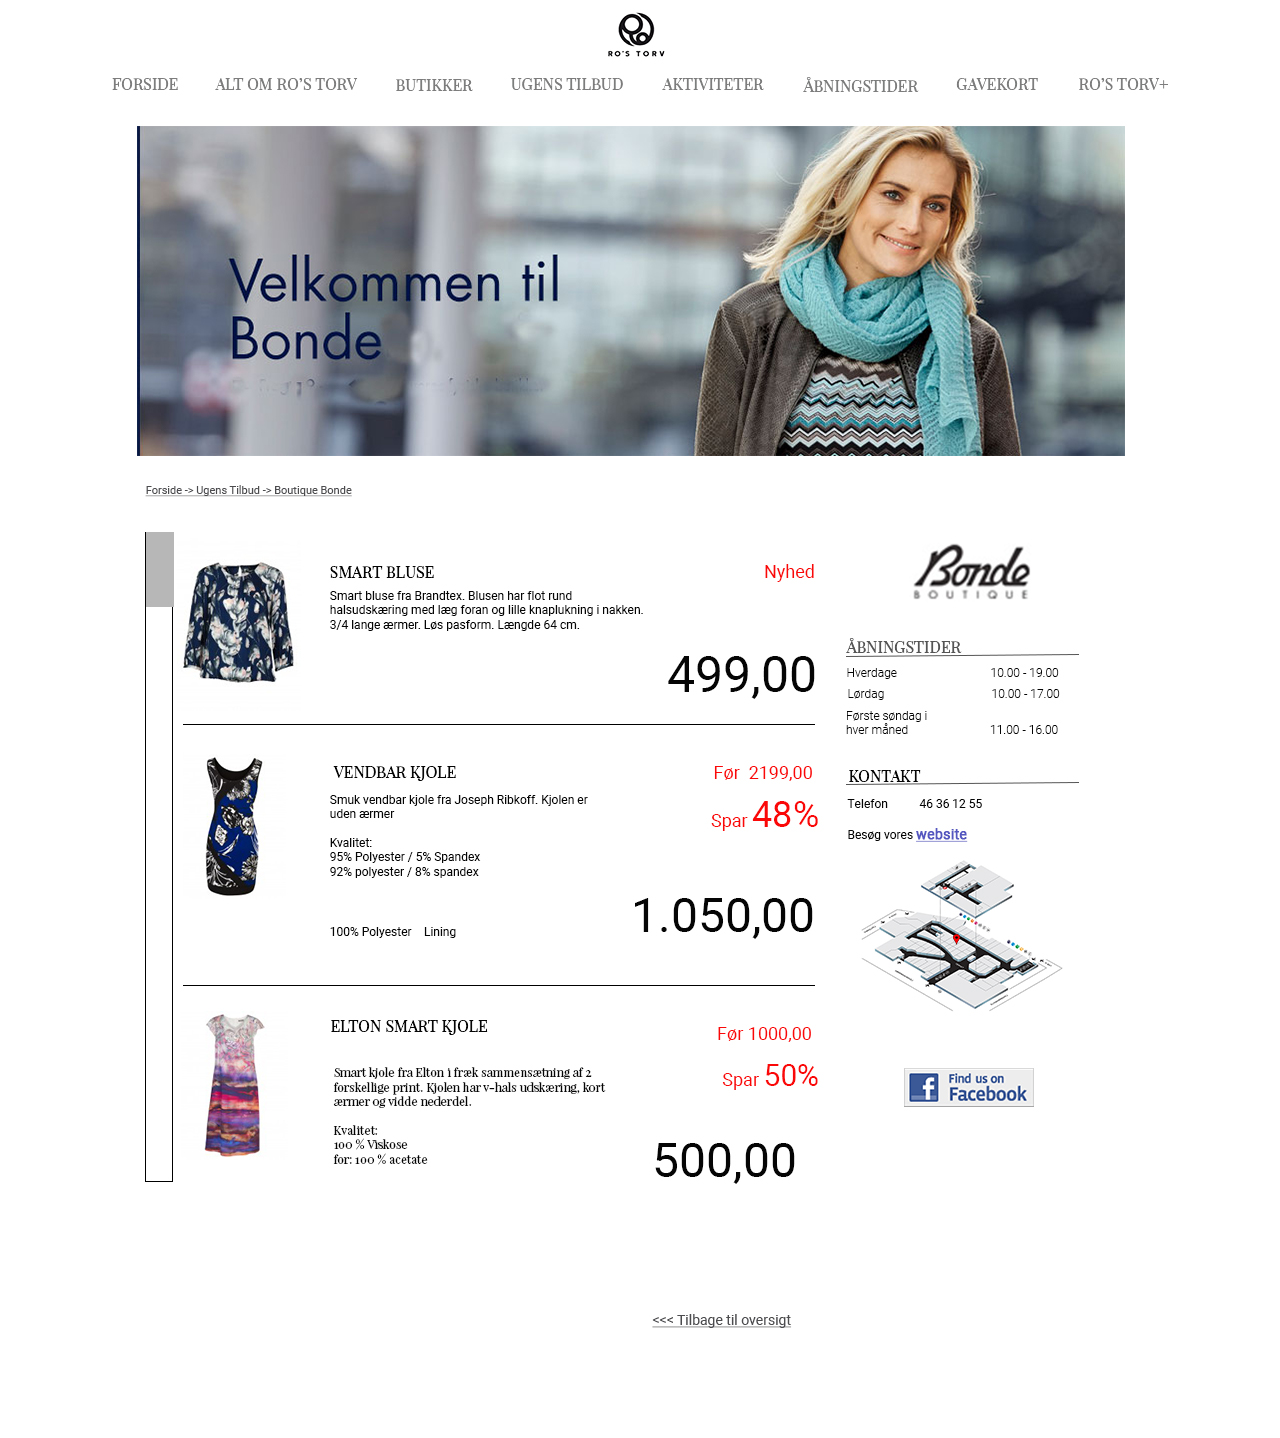 RO'S TORV
FORSIDE ALT OM RO'S TORV BUTIKKER UGENS TILBUD AKTIVITETER ÅBNINGSTIDER GAVEKORT RO'S TORV+
Velkommen til
Bonde
Forside -> Ugens Tilbud -> Boutique Bonde
SMART BLUSE
Nyhed
Smart bluse fra Brandtex. Blusen har flot rund
halsudskæring med læg foran og lille knaplukning i nakken.
3/4 lange ærmer. Løs pasform. Længde 64 cm.
499,00
VENDBAR KJOLE
Før 2199,00
Smuk vendbar kjole fra Joseph Ribkoff. Kjolen er
uden ærmer
Spar 48%
Kvalitet:
95% Polyester / 5% Spandex
92% polyester / 8% spandex
1.050,00
100% Polyester Lining
ELTON SMART KJOLE
Før 1000,00
Smart kjole fra Elton i fræk sammensætning af 2
forskellige print. Kjolen har v-hals udskæring, kort
ærmer og vidde nederdel.
Spar 50%
Kvalitet:
100 % Viskose
for: 100 % acetate
500,00
Bonde
BOUTIQUE
ÅBNINGSTIDER
Hverdage 10.00 - 19.00
Lørdag 10.00 - 17.00
Første søndag i
hver måned 11.00 - 16.00
KONTAKT
Telefon 46 36 12 55
Besøg vores website
Find us on
Facebook
<<< Tilbage til oversigt